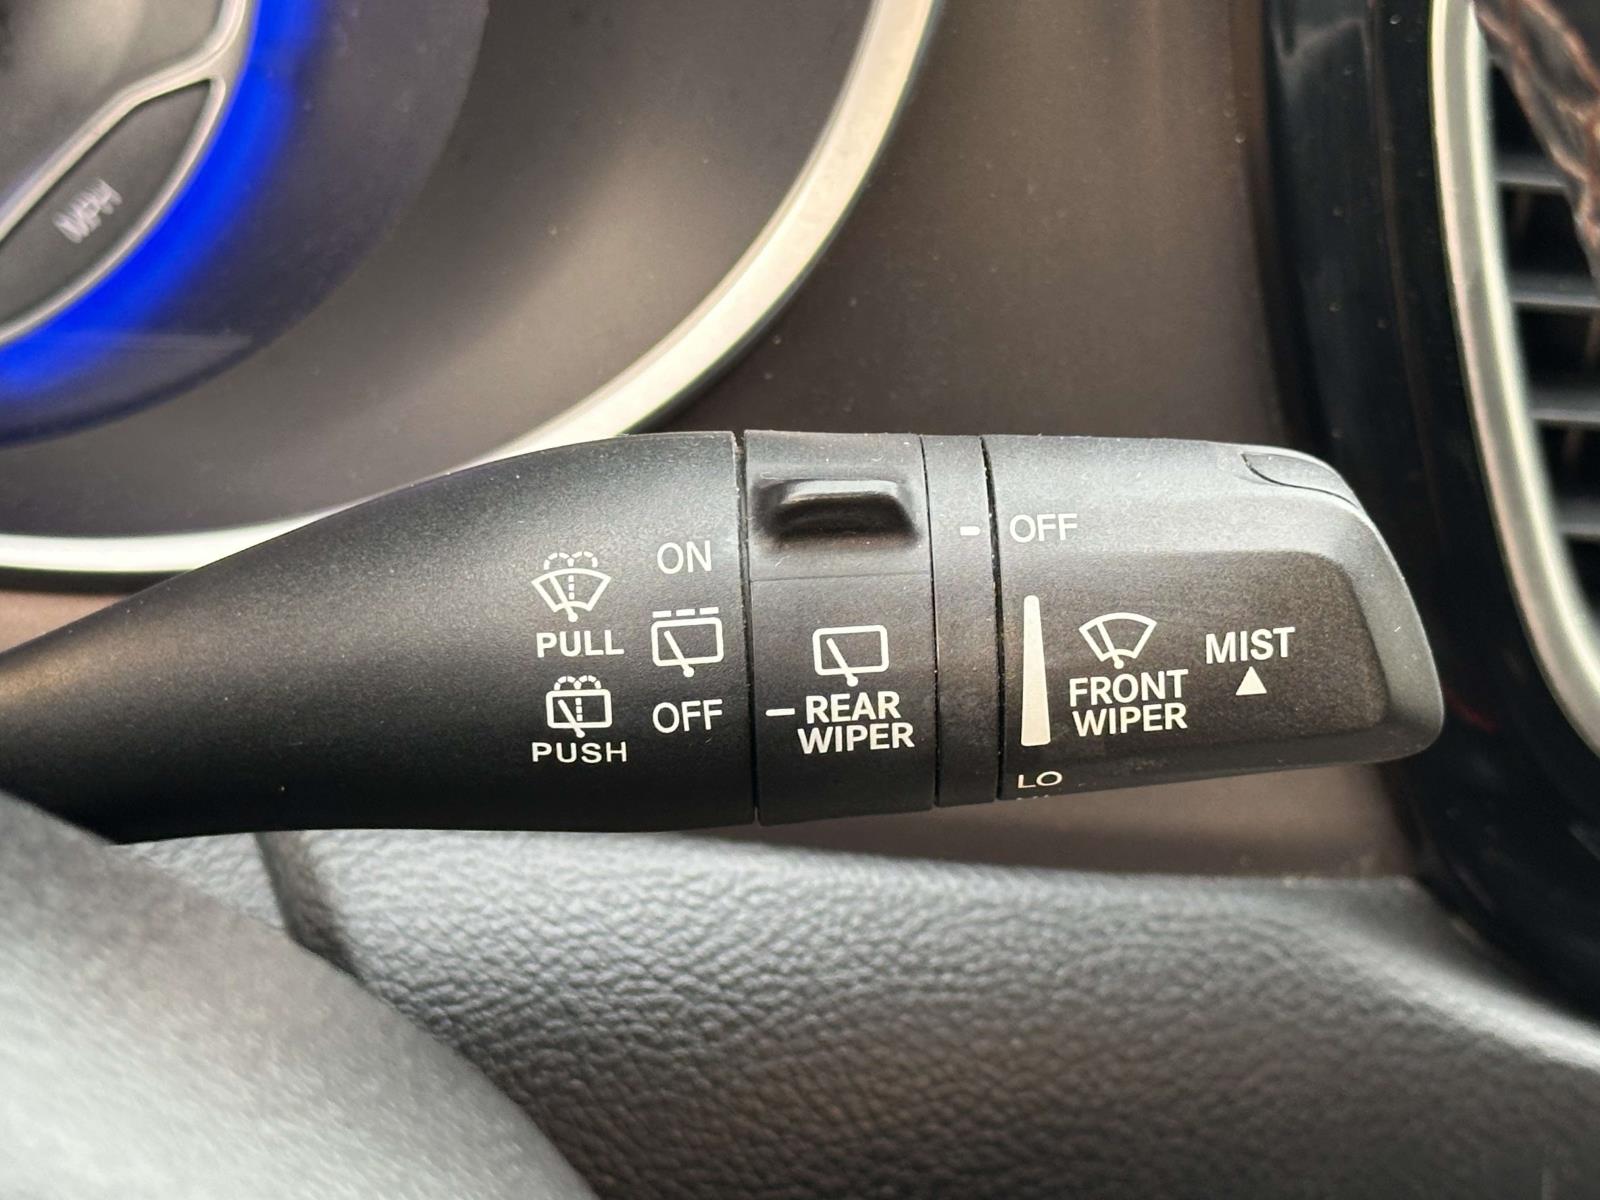 MPH
PULL
PUSH
ON
OFF
REAR
WIPER
OFF
FRONT
WIPER
MIST
LO